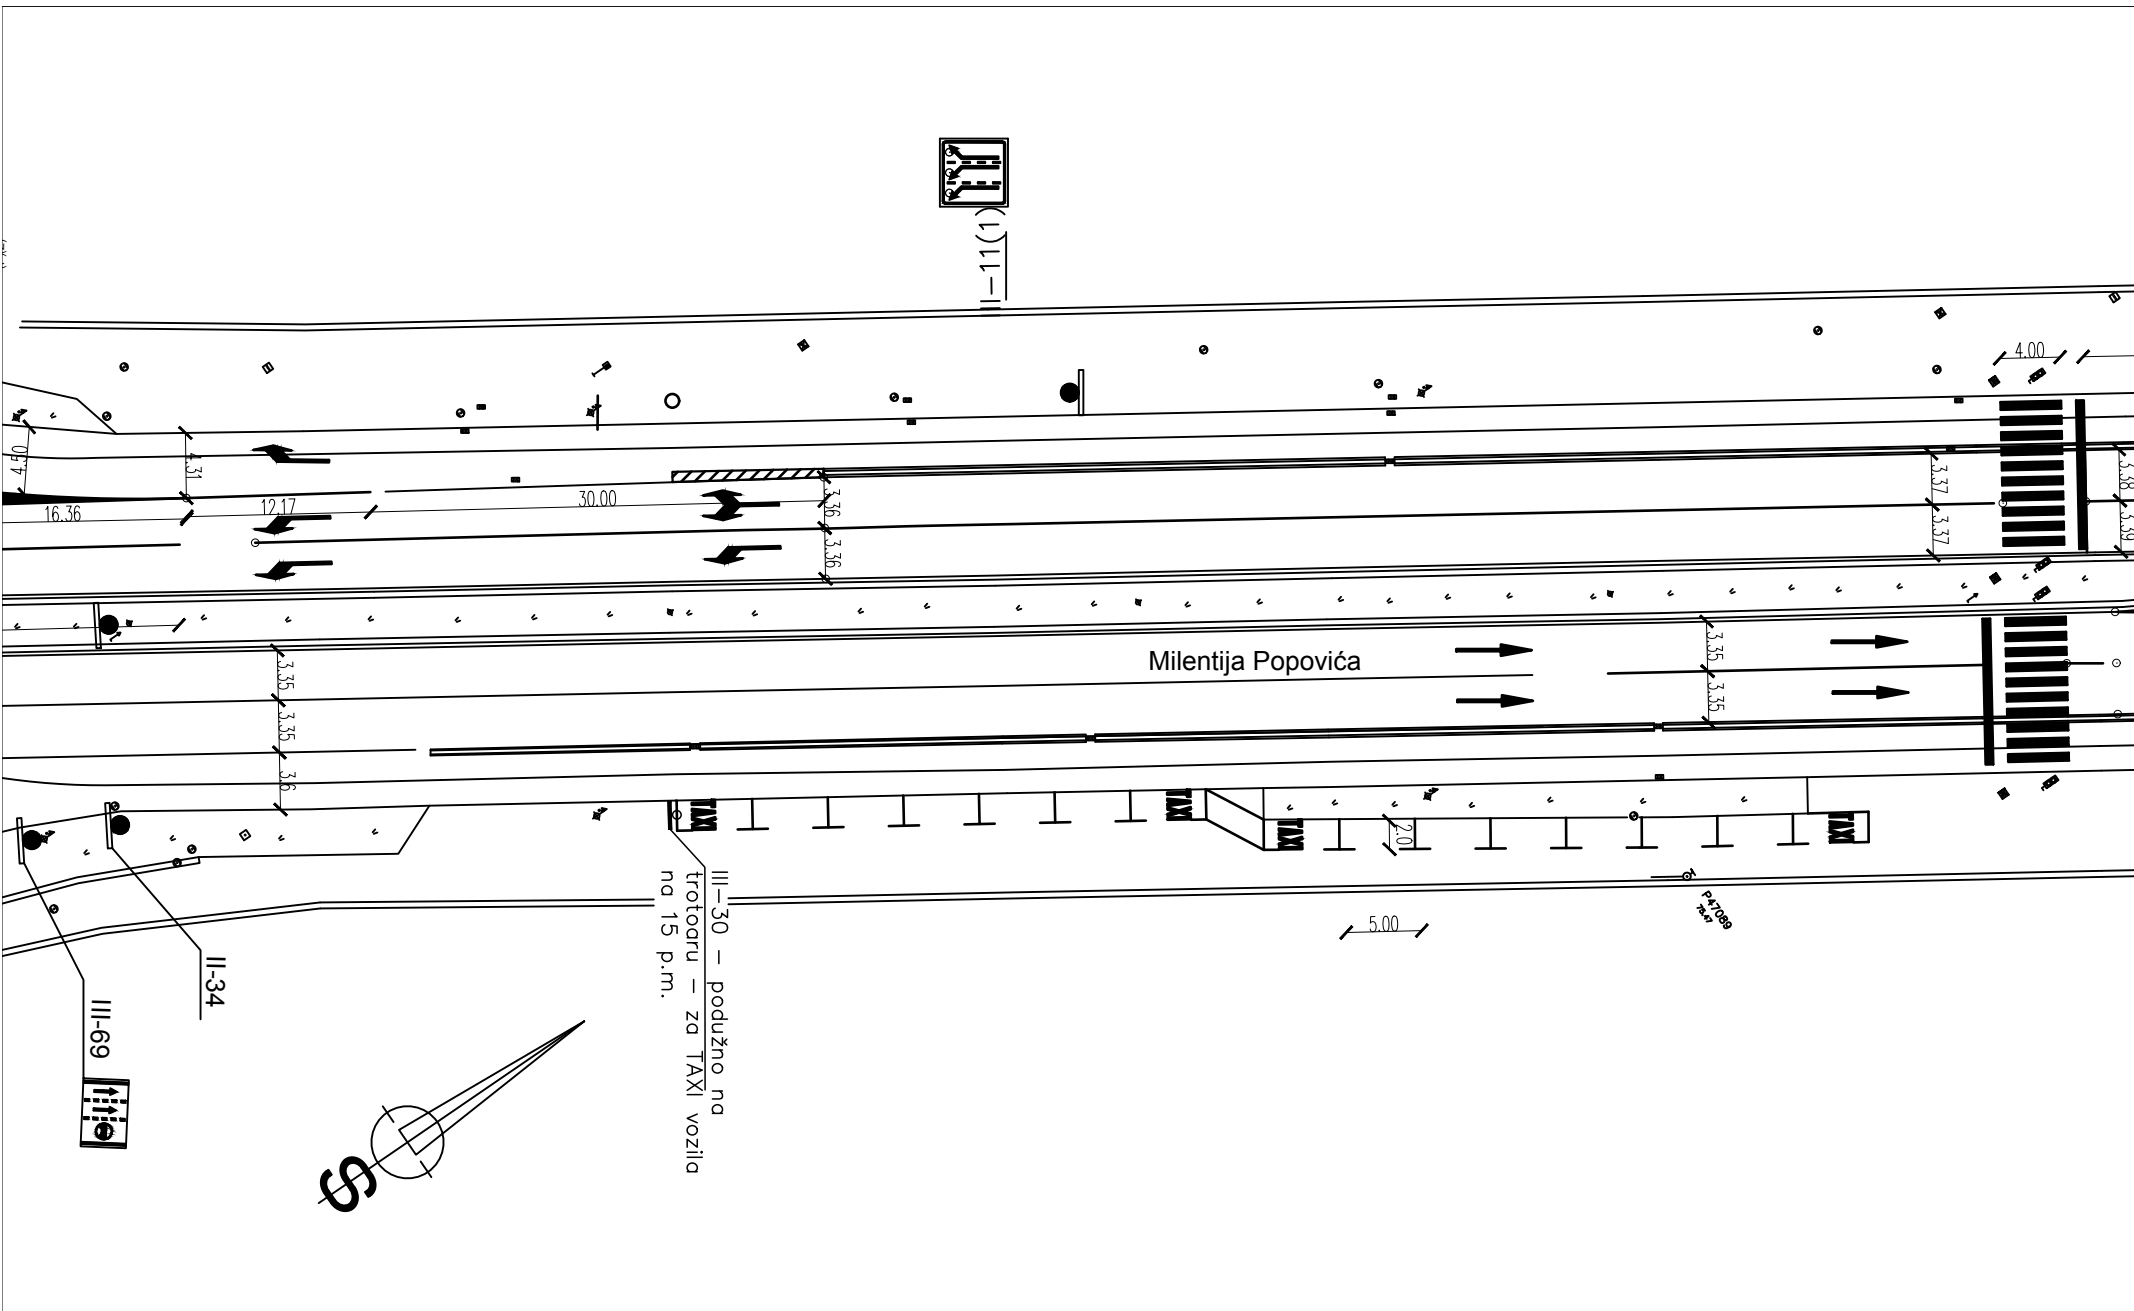 I-11(1)
4.00
4.50
4.31
16.36
12.17
30.00
3.36
3.36
3.37
3.37
3.38
3.39
3.35
3.35
3.6
Milentija Popovića
3.35
3.35
TAXI
TAXI
TAXI
TAXI
2.0
P47089
5.00
III-30 - podužno na
trotoaru - za TAXI vozila
na 15 p.m.
II-34
III-69
S